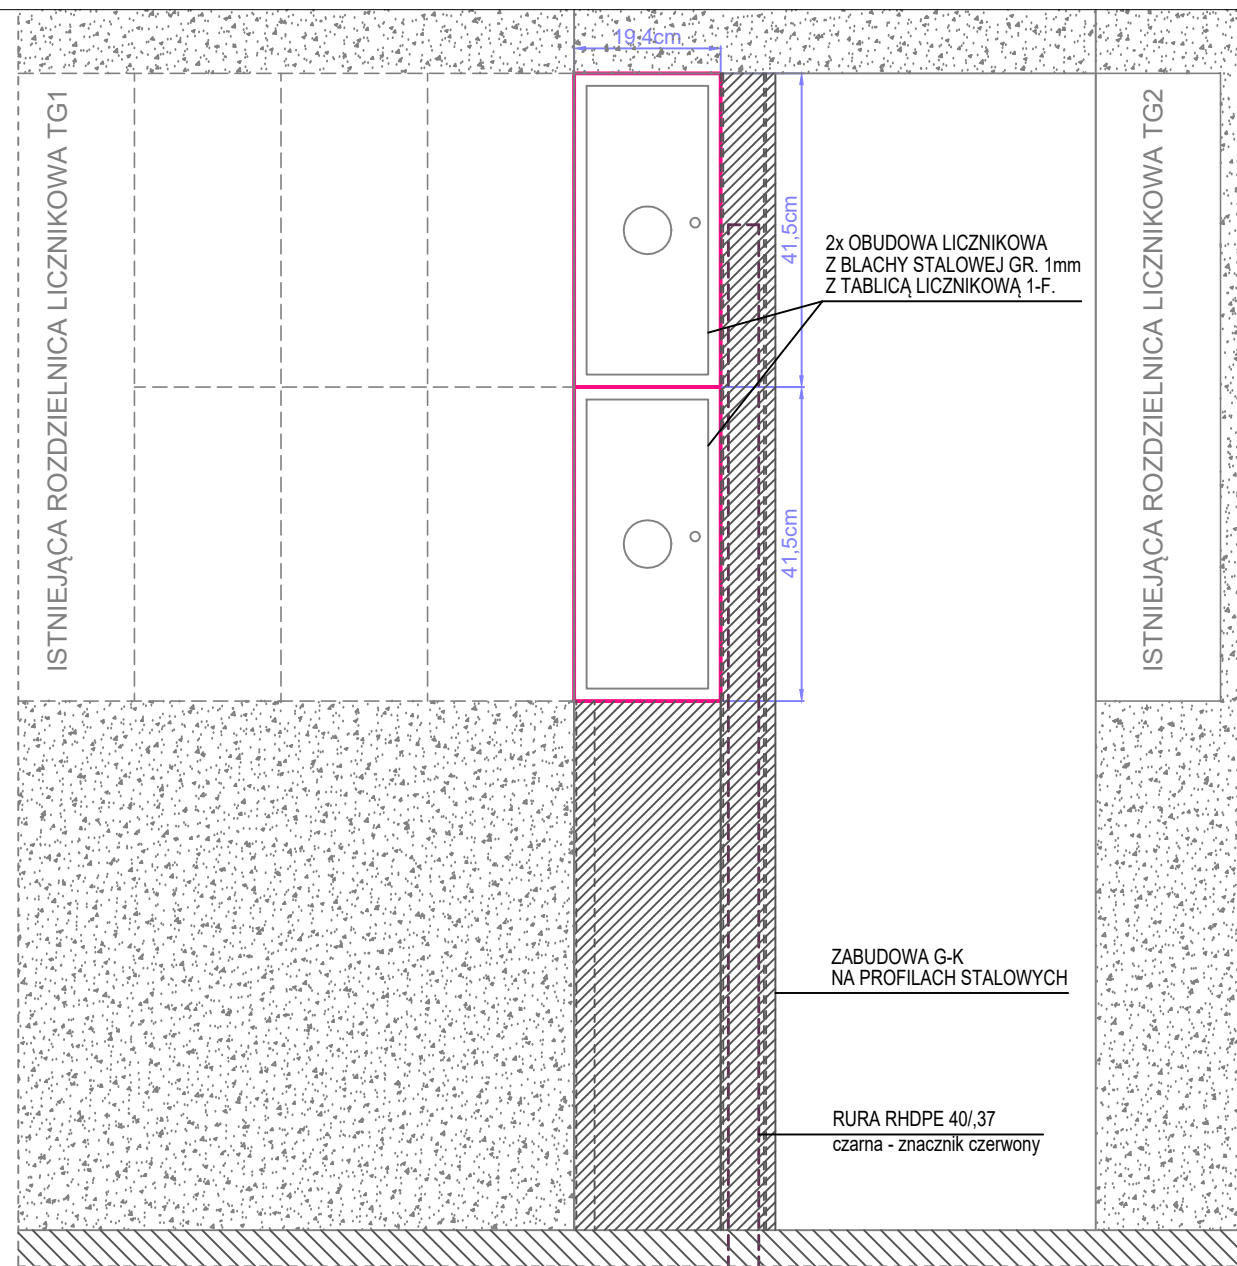 19,4cm
ISTNIEJĄCA ROZDZIELNICA LICZNIKOWA TG1
41,5cm
2x OBUDOWA LICZNIKOWA
Z BLACHY STALOWEJ GR. 1mm
Z TABLICĄ LICZNIKOWĄ 1-F.
ISTNIEJĄCA ROZDZIELNICA LICZNIKOWA TG2
41,5cm
ZABUDOWA G-K
NA PROFILACH STALOWYCH
RURA RHDPE 40/,37
czarna - znacznik czerwony